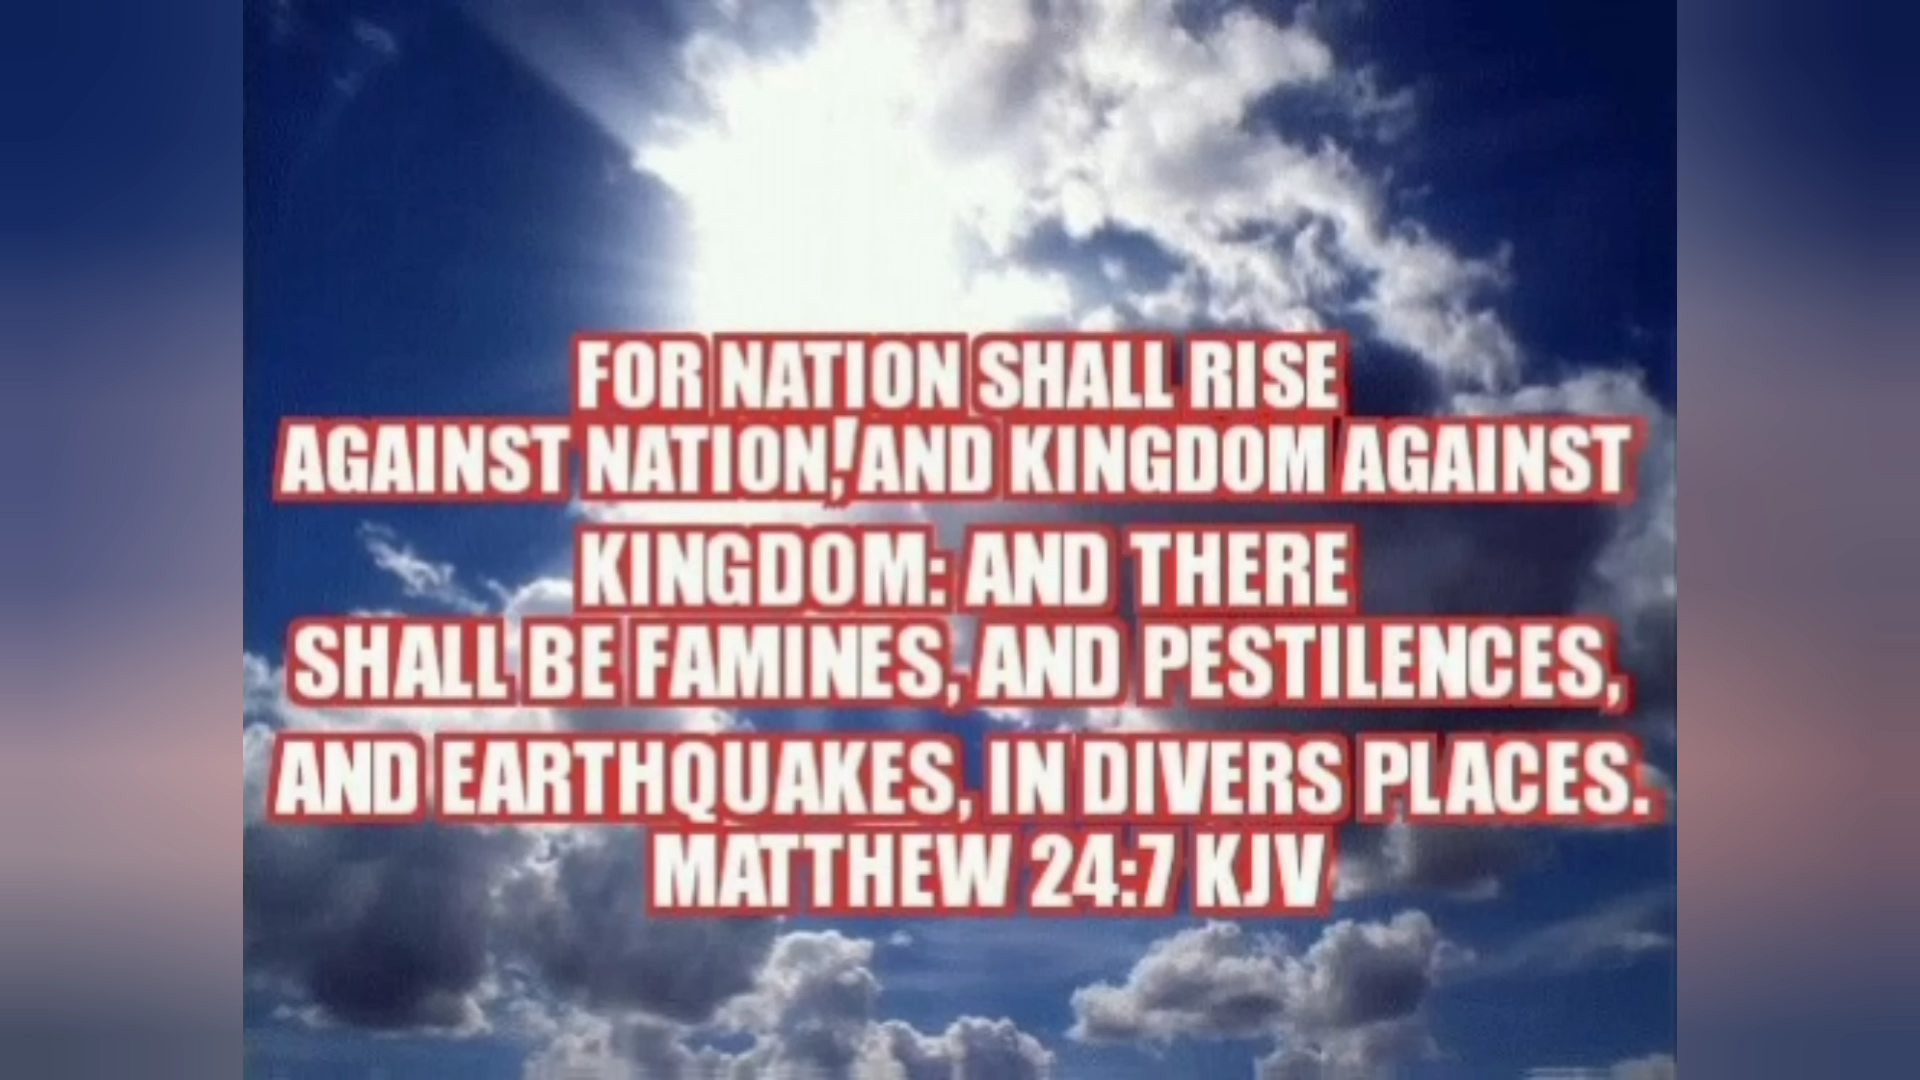 FOR NATION SHALL RISE
AGAINST NATION,!AND KINGDOM AGAINST
KINGDOM: AND THERE
SHALL BE FAMINES, AND PESTILENCES,
AND EARTHQUAKES, IN DIVERS PLACES.
MATTHEW 24:7 KJV